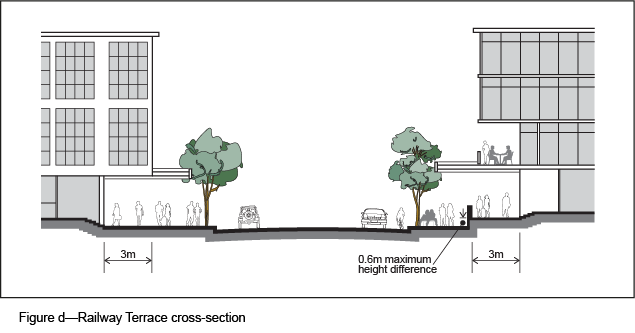 3m
0.6m maximum
height difference
3m
Figure d—Railway Terrace cross-section